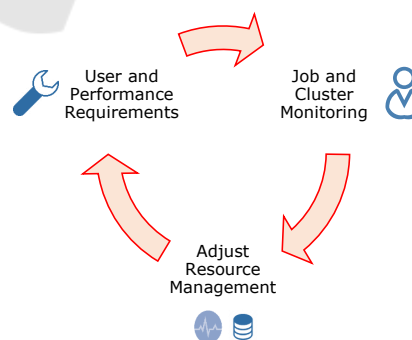 User and
Performance
Requirements
Job and
Cluster
Monitoring
Adjust
Resource
Management